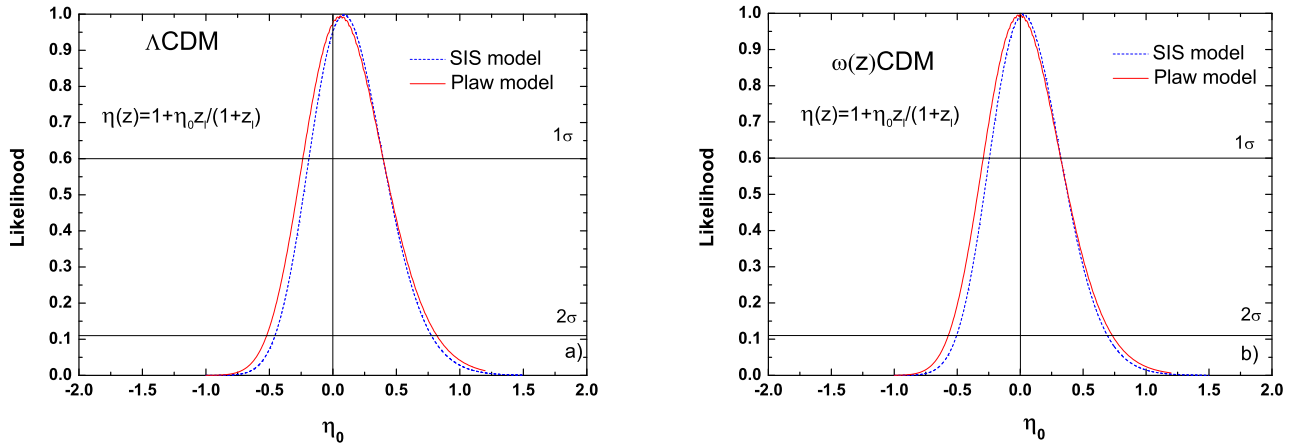 1.0
0.9
0.8
0.7
0.6
0.5
0.4
0.3
0.2
0.1
0.0
Likelihood
ΛCDM
SIS model
Plaw model
η(z)=1+η₀zₗ/(1+zₗ)
1σ
2σ
a)
-2.0 -1.5 -1.0 -0.5 0.0 0.5 1.0 1.5 2.0
η₀
1.0
0.9
0.8
0.7
0.6
0.5
0.4
0.3
0.2
0.1
0.0
Likelihood
ω(z)CDM
SIS model
Plaw model
η(z)=1+η₀zₗ/(1+zₗ)
1σ
2σ
b)
-2.0 -1.5 -1.0 -0.5 0.0 0.5 1.0 1.5 2.0
η₀